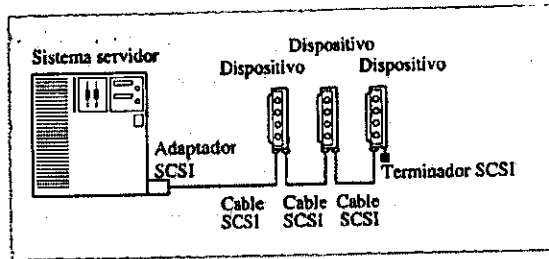 Sistema servidor
Dispositivo
Dispositivo
Dispositivo
Adaptador
SCSI
Terminador SCSI
Cable
SCSI
Cable
SCSI
Cable
SCSI